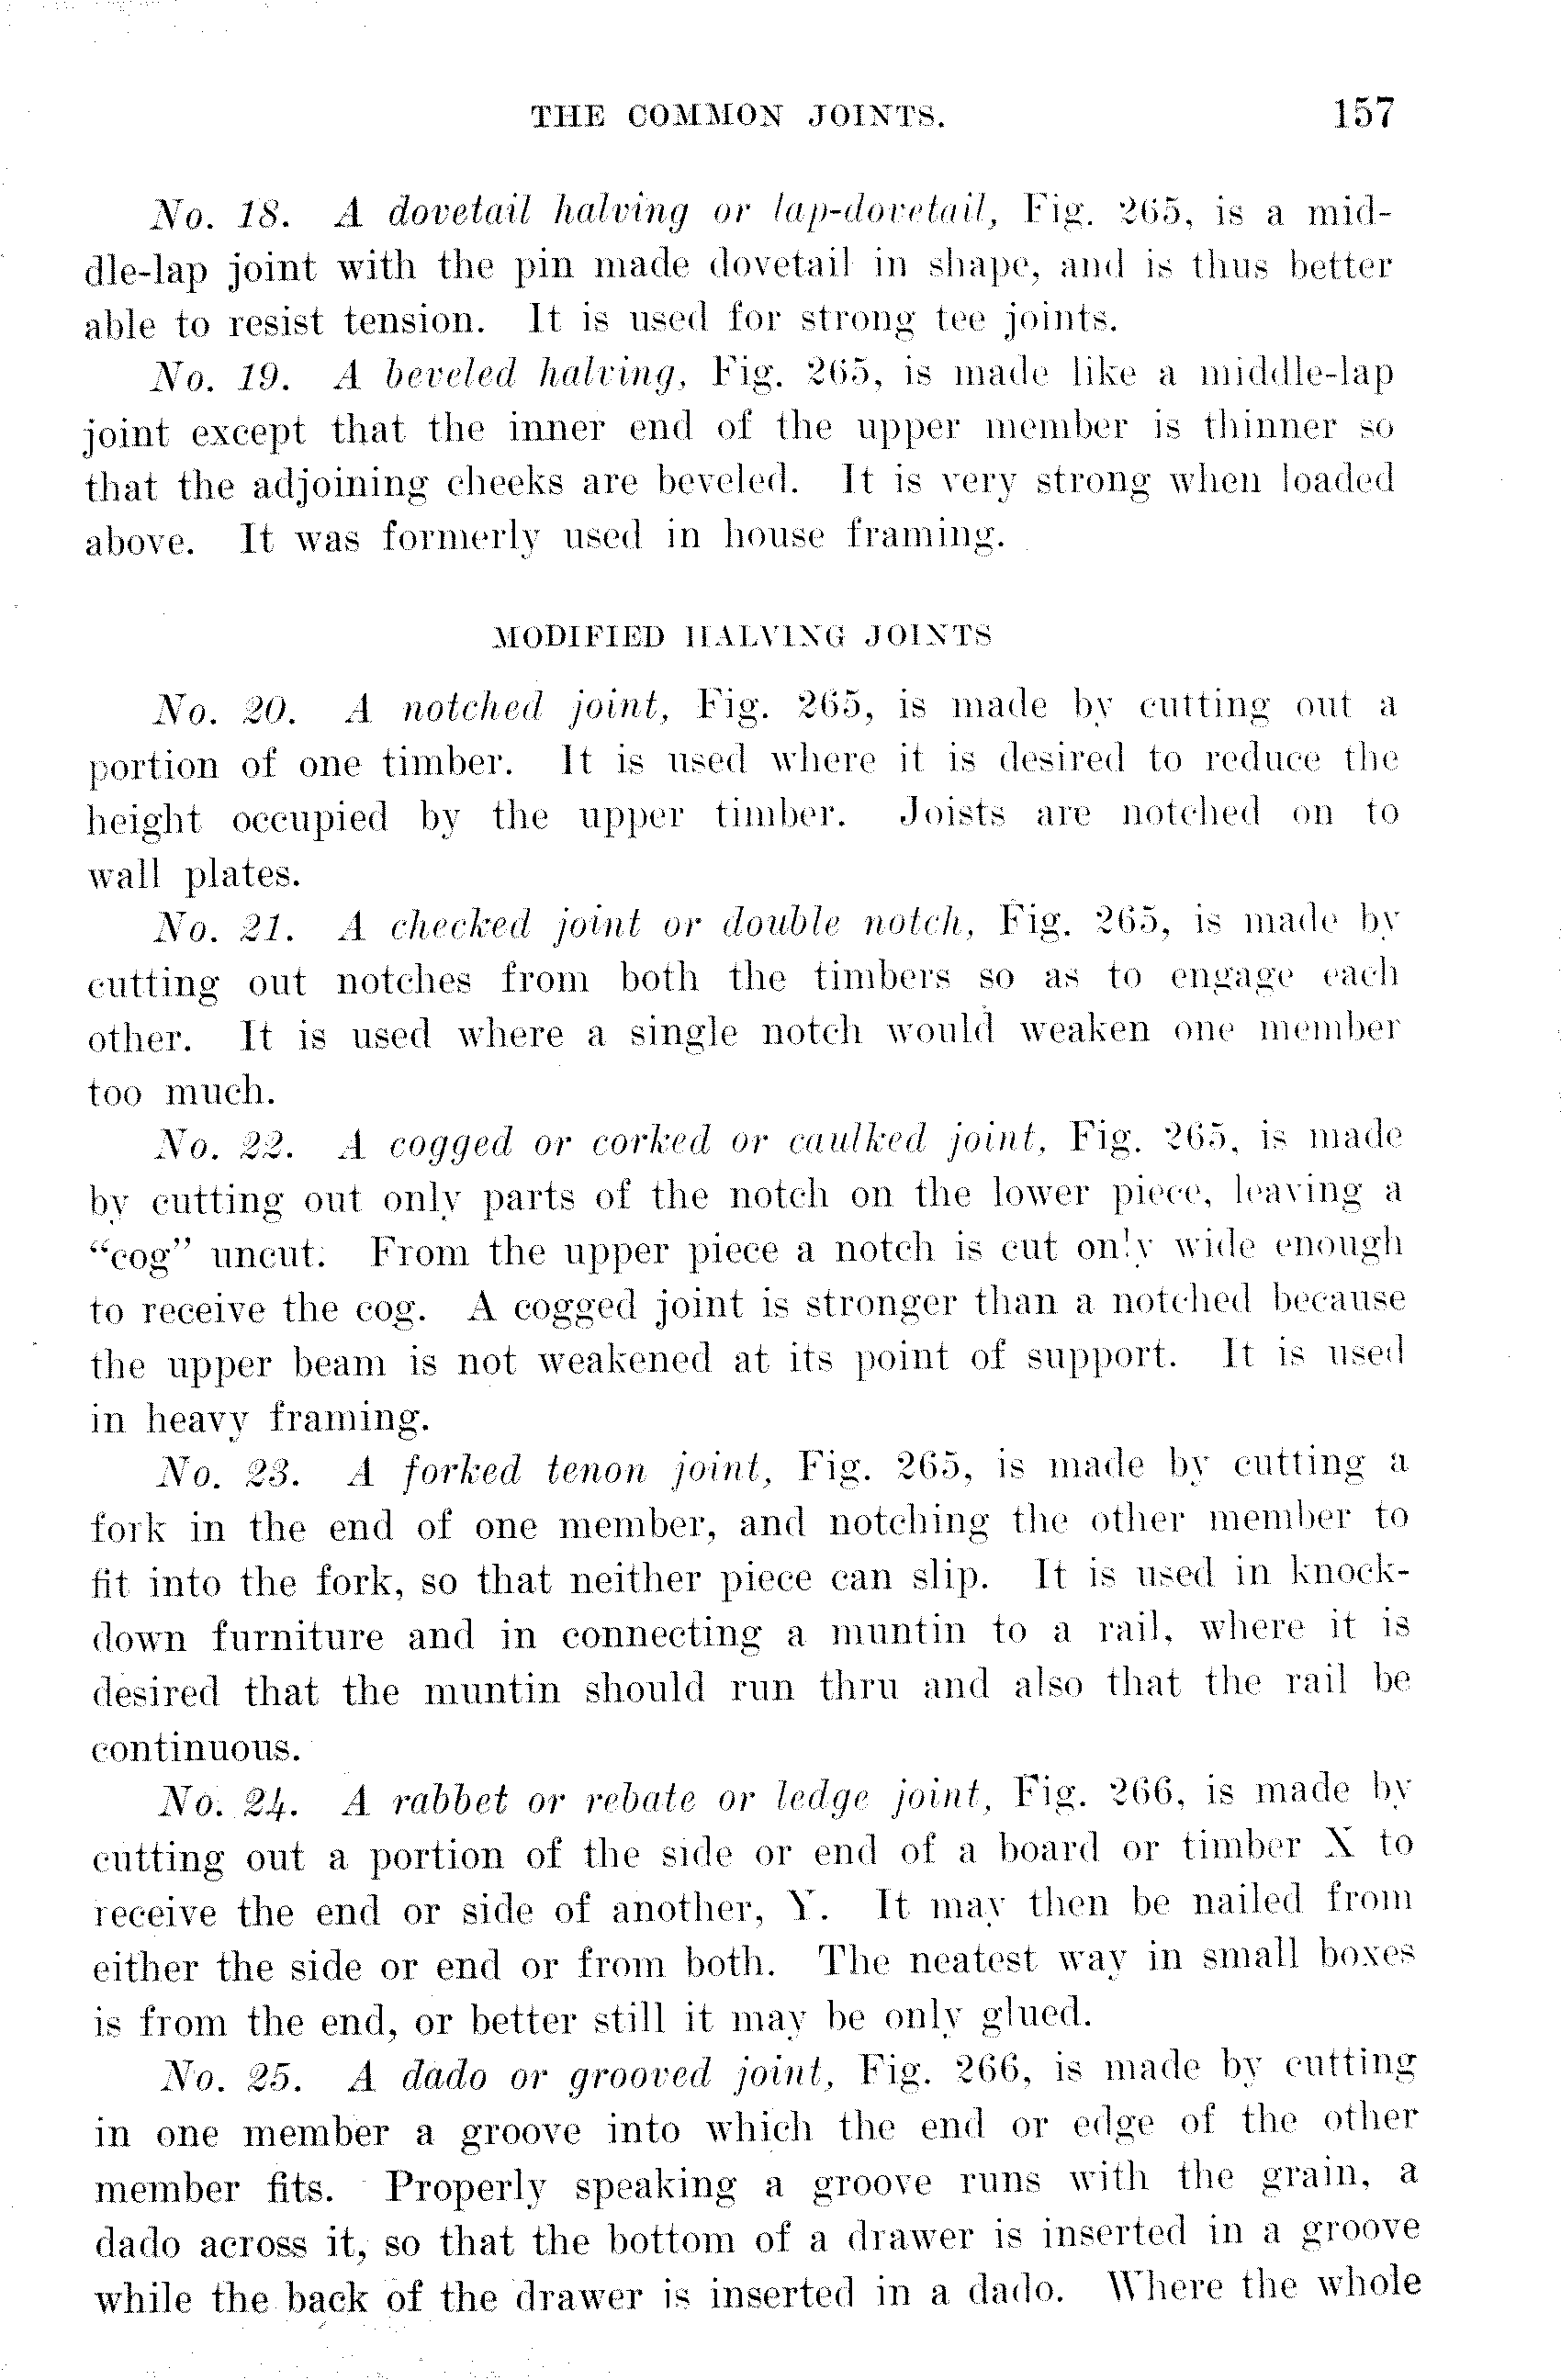 THE COMMON JOINTS. 157
No. 18. A dovetail halving or lap-dovetail, Fig. 265, is a mid-
dle-lap joint with the pin made dovetail in shape, and is thus better
able to resist tension. It is used for strong tee joints.
No. 19. A beveled halving, Fig. 265, is made like a middle-lap
joint except that the inner end of the upper member is thinner so
that the adjoining cheeks are beveled. It is very strong when loaded
above. It was formerly used in house framing.
MODIFIED HALVING JOINTS
No. 20. A notched joint, Fig. 265, is made by cutting out a
portion of one timber. It is used where it is desired to reduce the
height occupied by the upper timber. Joists are notched on to
wall plates.
No. 21. A checked joint or double notch, Fig. 265, is made by
cutting out notches from both the timbers so as to engage each
other. It is used where a single notch would weaken one member
too much.
No. 22. A cogged or corked or caulked joint, Fig. 265, is made
by cutting out only parts of the notch on the lower piece, leaving a
"cog" uncut. From the upper piece a notch is cut only wide enough
to receive the cog. A cogged joint is stronger than a notched because
the upper beam is not weakened at its point of support. It is used
in heavy framing.
No. 23. A forked tenon joint, Fig. 265, is made by cutting a
fork in the end of one member, and notching the other member to
fit into the fork, so that neither piece can slip. It is used in knock-
down furniture and in connecting a muntin to a rail, where it is
desired that the muntin should run thru and also that the rail be
continuous.
No. 24. A rabbet or rebate or ledge joint, Fig. 266, is made by
cutting out a portion of the side or end of a board or timber X to
receive the end or side of another, Y. It may then be nailed from
either the side or end or from both. The neatest way in small boxes
is from the end, or better still it may be only glued.
No. 25. A dado or grooved joint, Fig. 266, is made by cutting
in one member a groove into which the end or edge of the other
member fits. Properly speaking a groove runs with the grain, a
dado across it, so that the bottom of a drawer is inserted in a groove
while the back of the drawer is inserted in a dado. Where the whole